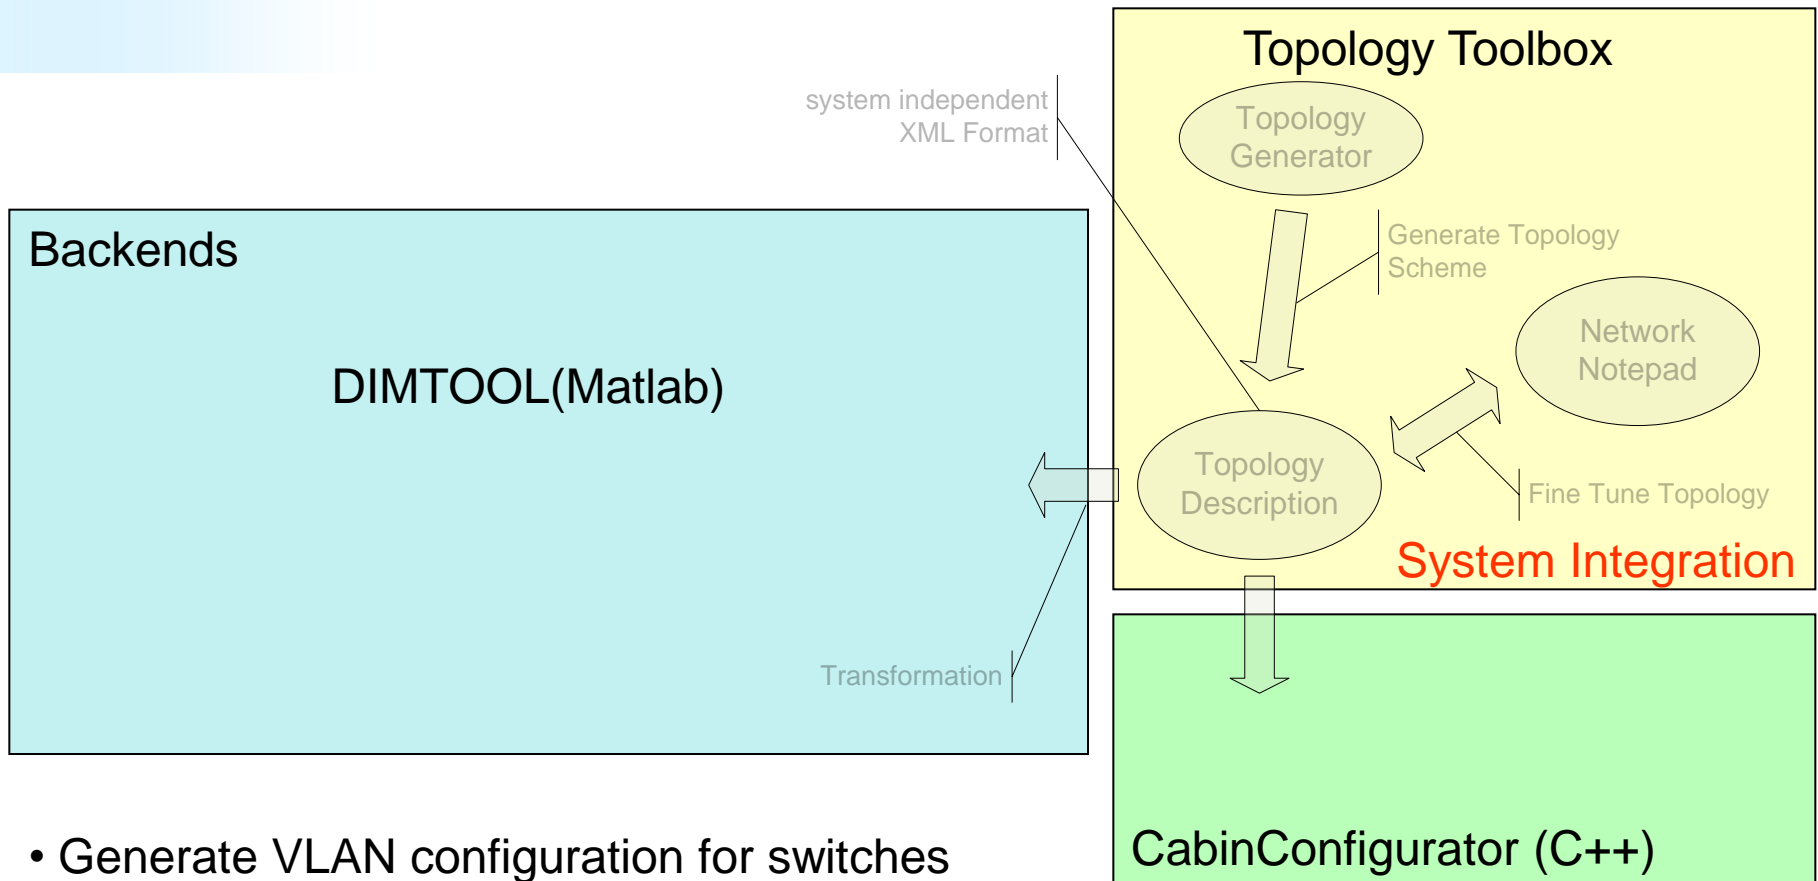 Topology Toolbox
system independent
XML Format
Topology
Generator
Generate Topology
Scheme
Backends
Network
Notepad
DIMTOOL(Matlab)
Topology
Description
Fine Tune Topology
System Integration
Transformation
CabinConfigurator (C++)
• Generate VLAN configuration for switches